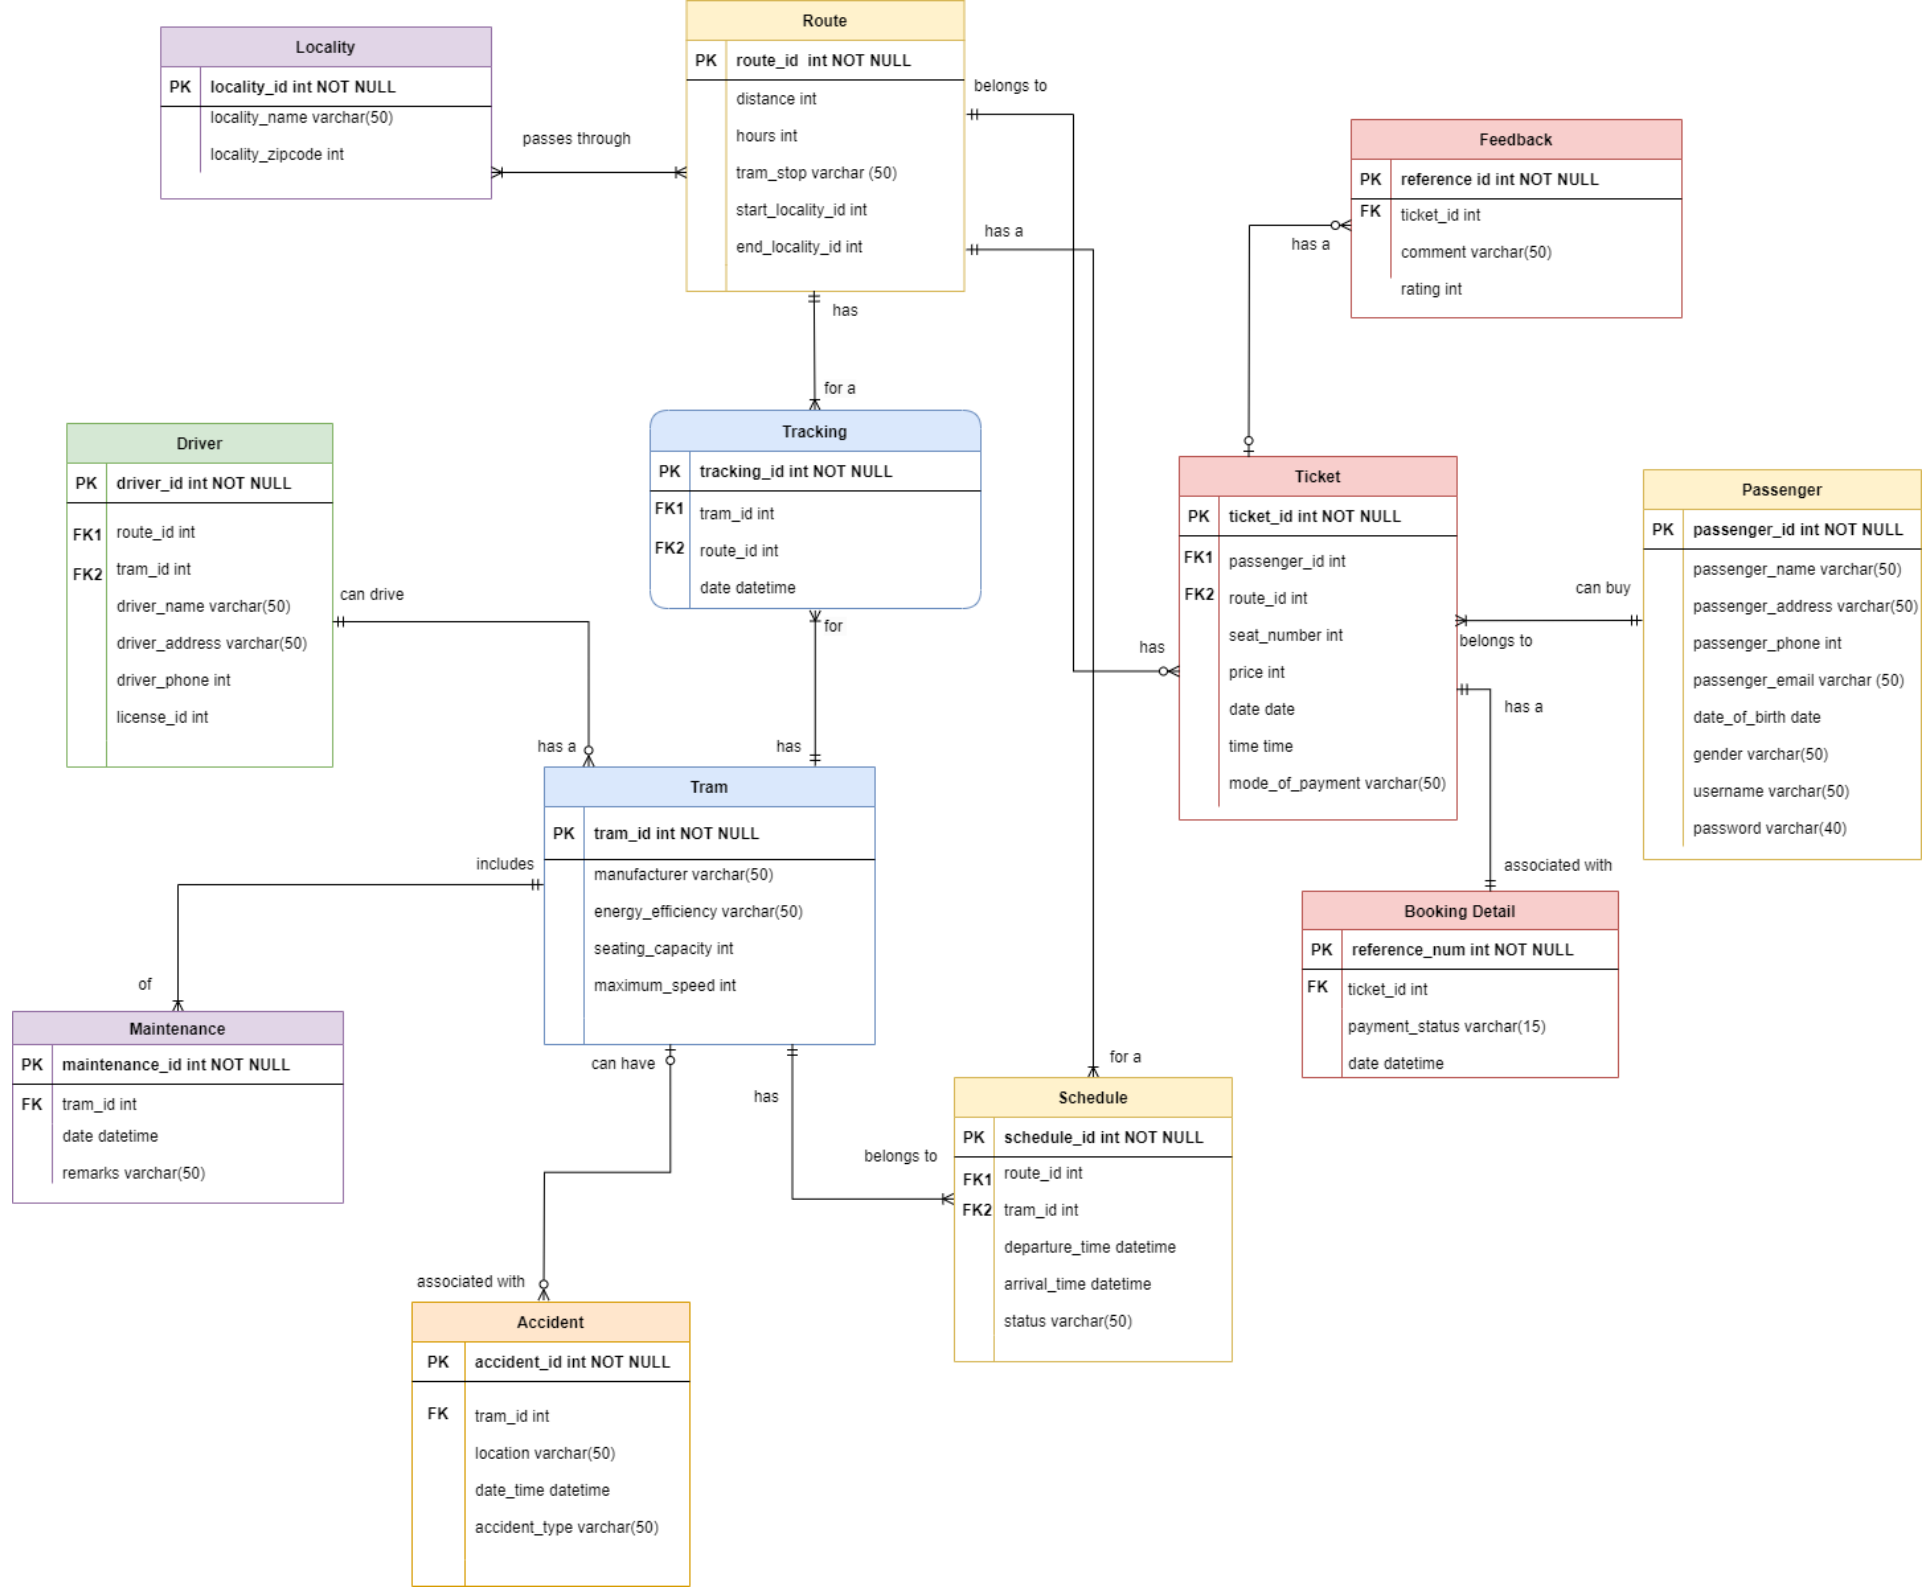 Route
PK route_id int NOT NULL
distance int
hours int
tram_stop varchar (50)
start_locality_id int
end_locality_id int
Locality
PK locality_id int NOT NULL
locality_name varchar(50)
locality_zipcode int
passes through
belongs to
has a
has
for a
Feedback
PK reference id int NOT NULL
FK ticket_id int
comment varchar(50)
rating int
has a
Driver
PK driver_id int NOT NULL
FK1 route_id int
FK2 tram_id int
driver_name varchar(50)
driver_address varchar(50)
driver_phone int
license_id int
can drive
has a
Tracking
PK tracking_id int NOT NULL
FK1 tram_id int
FK2 route_id int
date datetime
for
has
Ticket
PK ticket_id int NOT NULL
FK1 passenger_id int
FK2 route_id int
seat_number int
price int
date date
time time
mode_of_payment varchar(50)
has
can buy
belongs to
has a
associated with
Passenger
PK passenger_id int NOT NULL
passenger_name varchar(50)
passenger_address varchar(50)
passenger_phone int
passenger_email varchar (50)
date_of_birth date
gender varchar(50)
username varchar(50)
password varchar(40)
Tram
PK tram_id int NOT NULL
manufacturer varchar(50)
energy_efficiency varchar(50)
seating_capacity int
maximum_speed int
includes
of
can have
has
belongs to
for a
associated with
Booking Detail
PK reference_num int NOT NULL
FK ticket_id int
payment_status varchar(15)
date datetime
Maintenance
PK maintenance_id int NOT NULL
FK tram_id int
date datetime
remarks varchar(50)
Schedule
PK schedule_id int NOT NULL
FK1 route_id int
FK2 tram_id int
departure_time datetime
arrival_time datetime
status varchar(50)
Accident
PK accident_id int NOT NULL
FK tram_id int
location varchar(50)
date_time datetime
accident_type varchar(50)